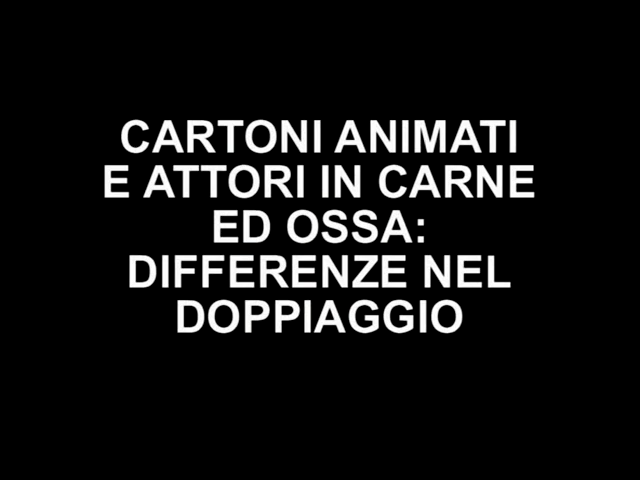 CARTONI ANIMATI
E ATTORI IN CARNE
ED OSSA:
DIFFERENZE NEL
DOPPIAGGIO